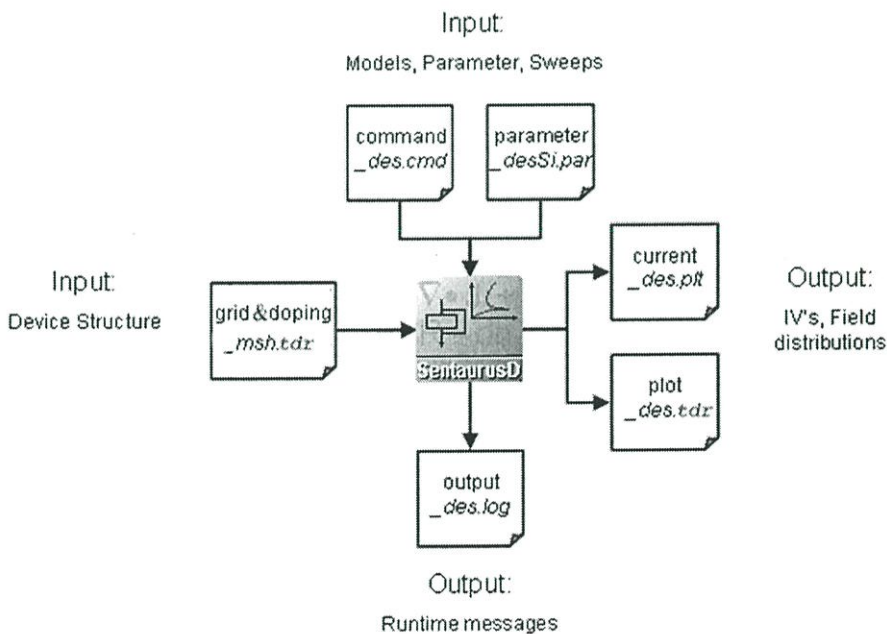 Input:
Models, Parameter, Sweeps
command
_des.cmd
parameter
_desSi.par
Input:
Device Structure
grid&doping
_msh.tdr
SentaurusD
current
_des.plt
plot
_des.tdr
Output:
IV's, Field
distributions
output
_des.log
Output:
Runtime messages